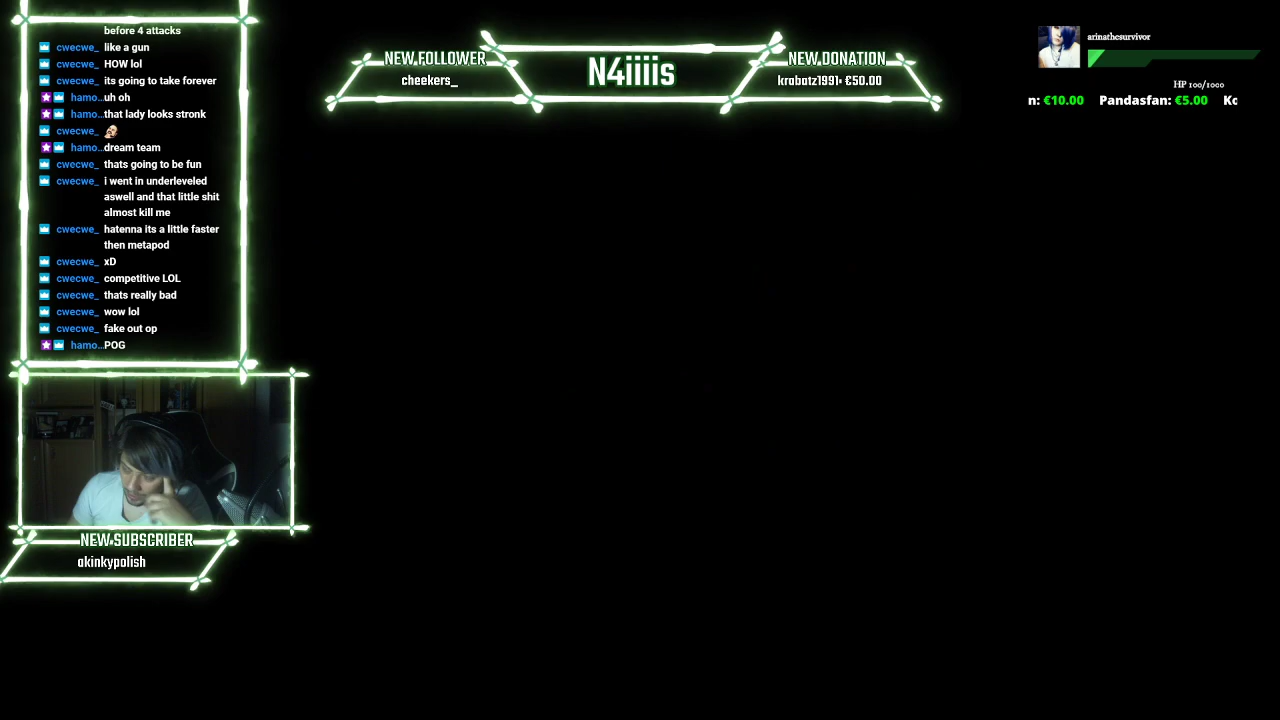 before 4 attacks
cwecwe_ like a gun
cwecwe_ HOW lol
cwecwe_ its going to take forever
hamo... uh oh
hamo... that lady looks stronk
cwecwe_
hamo... dream team
cwecwe_ thats going to be fun
cwecwe_ i went in underleveled
aswell and that little shit
almost kill me
cwecwe_ hatenna its a little faster
then metapod
cwecwe_ xD
cwecwe_ competitive LOL
cwecwe_ thats really bad
cwecwe_ wow lol
cwecwe_ fake out op
hamo... POG
NEW FOLLOWER
cheekers_
N4iiiis
NEW DONATION
krabatz1991: €50.00
arinathesurvivor
HP 100/1000
n: €10.00 Pandasfan: €5.00 Kc
NEW SUBSCRIBER
akinkypolish